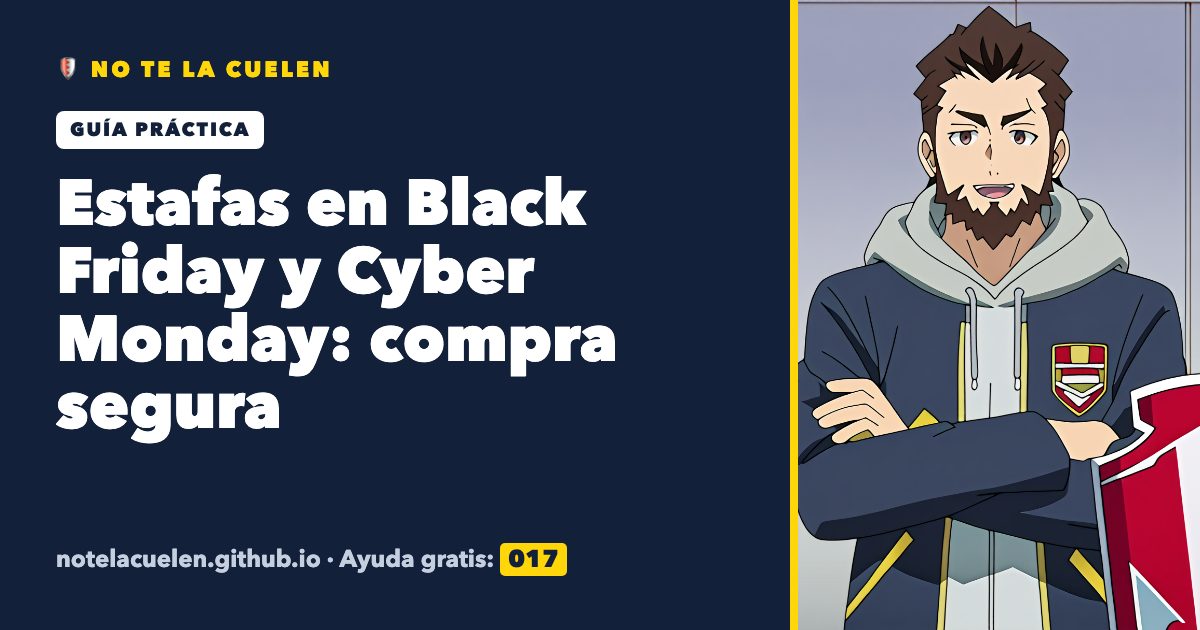 NO TE LA CUELEN
GUÍA PRÁCTICA
Estafas en Black
Friday y Cyber
Monday: compra
segura
notelacuelen.github.io · Ayuda gratis: 017